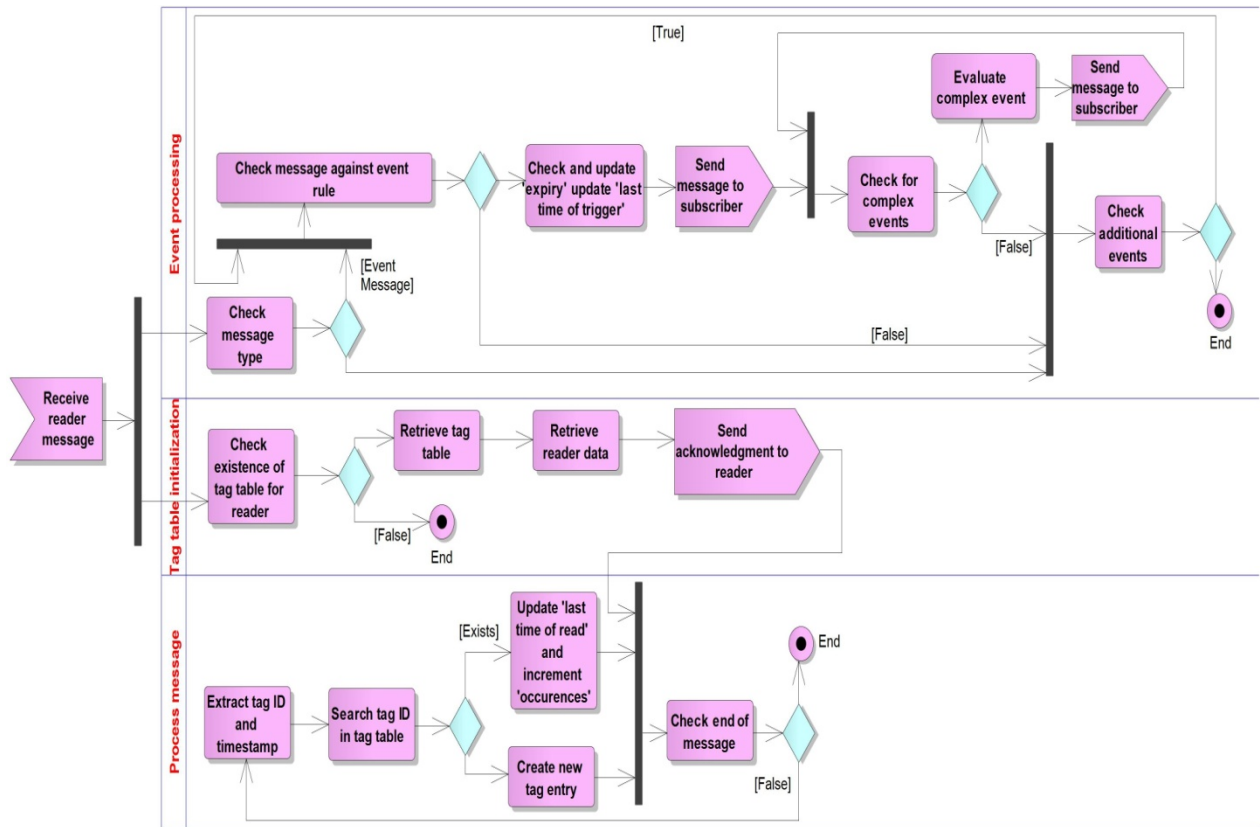 Event processing
[True]
Check message against event
rule
Check and update
'expiry' update 'last
time of trigger'
Send
message to
subscriber
Check for
complex
events
Evaluate
complex event
Send
message to
subscriber
[False]
Check
additional
events
End
[Event
Message]
Check
message
type
[False]
Receive
reader
message
Tag table initialization
Check
existence of
tag table for
reader
Retrieve tag
table
Retrieve
reader data
Send
acknowledgment to
reader
[False]
End
Process message
Extract tag ID
and
timestamp
Search tag ID
in tag table
[Exists]
Update 'last
time of read'
and
increment
'occurences'
Create new
tag entry
Check end of
message
End
[False]